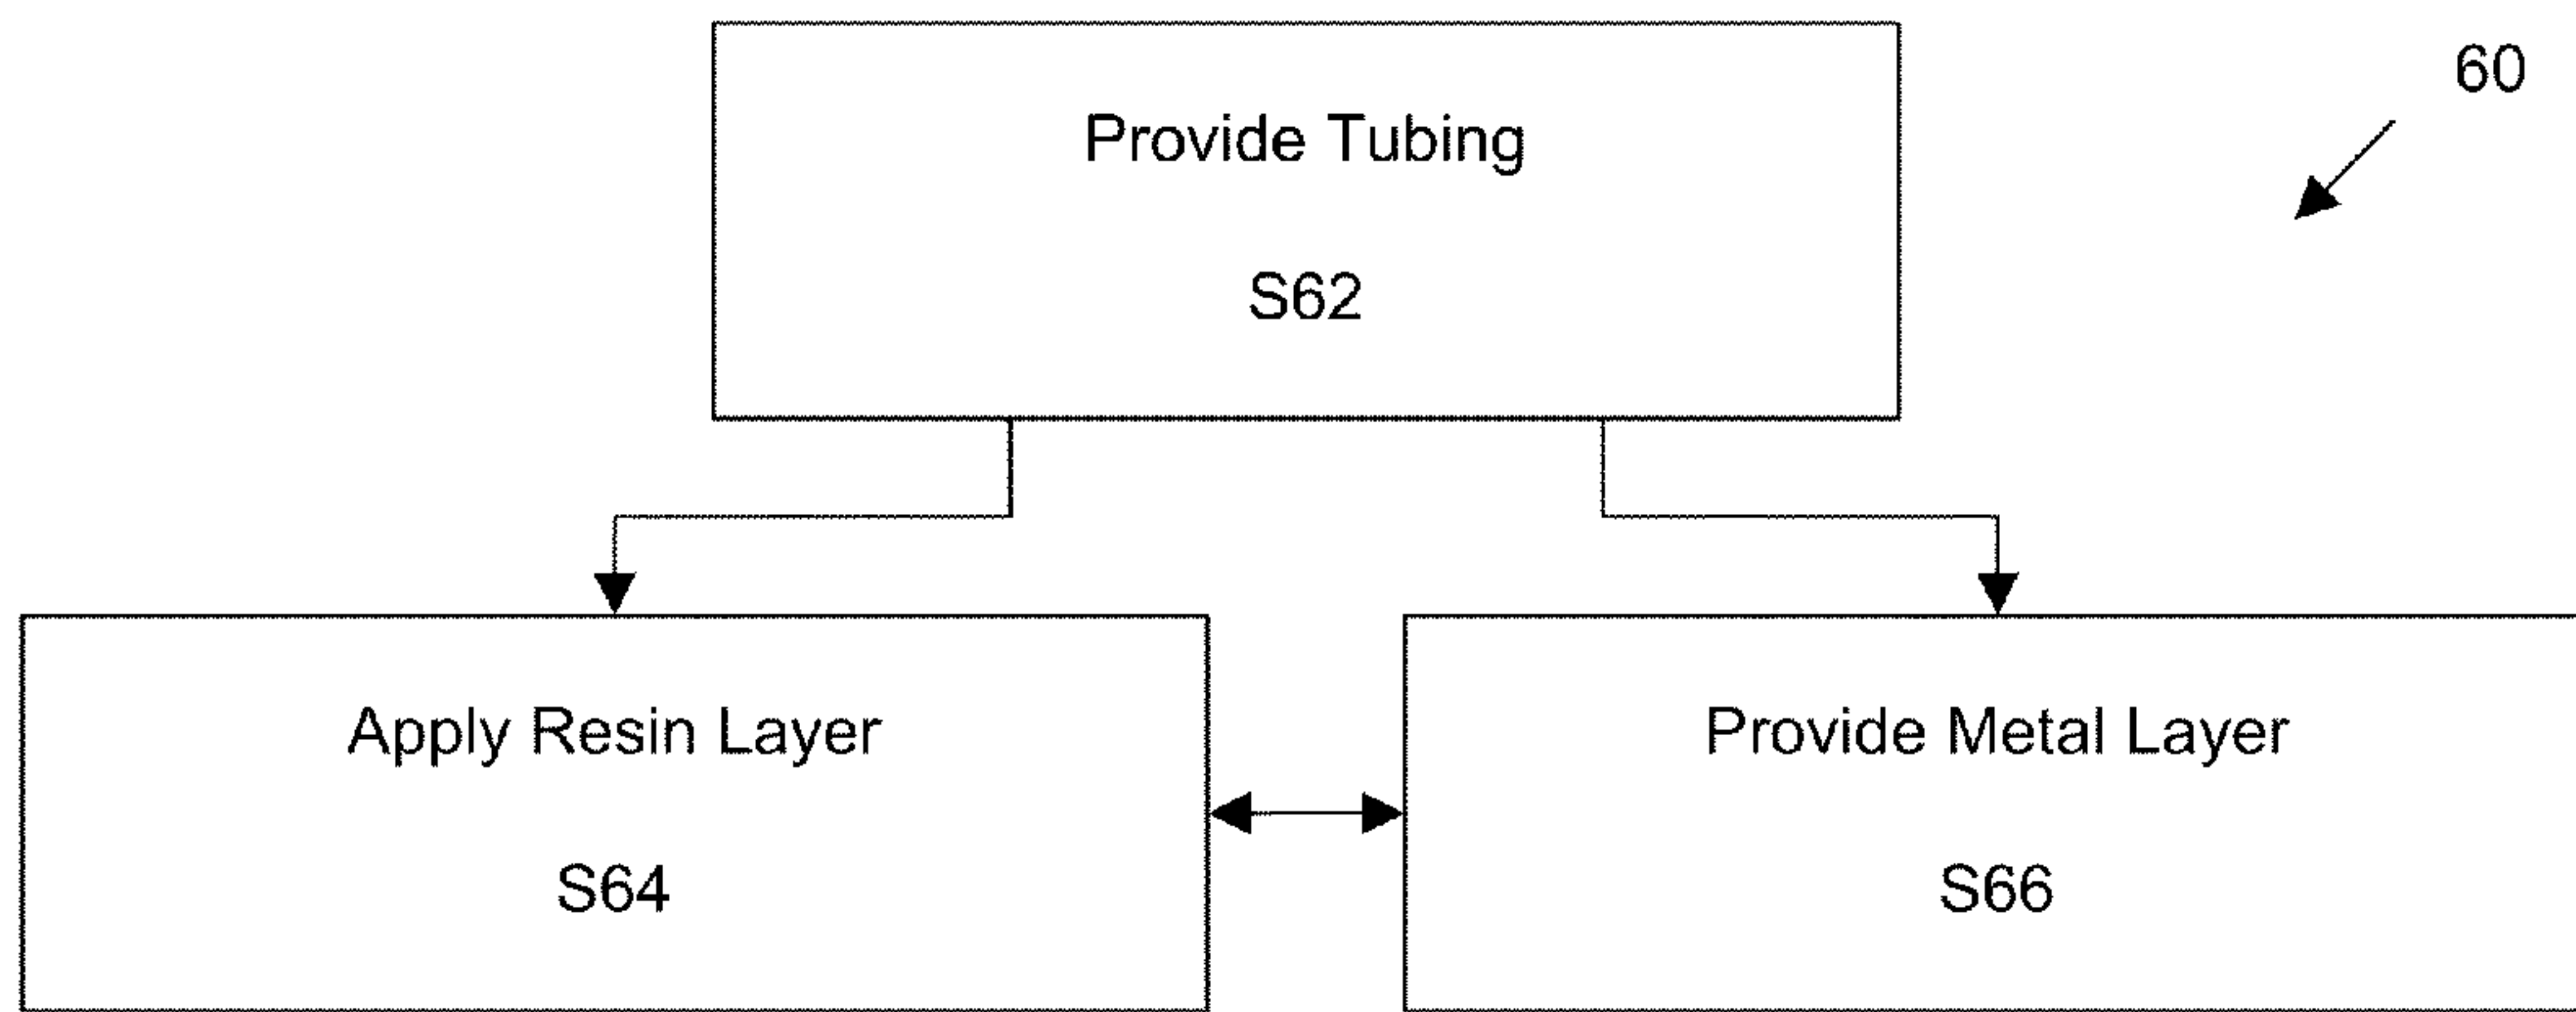 60
Provide Tubing
S62
Apply Resin Layer
S64
Provide Metal Layer
S66